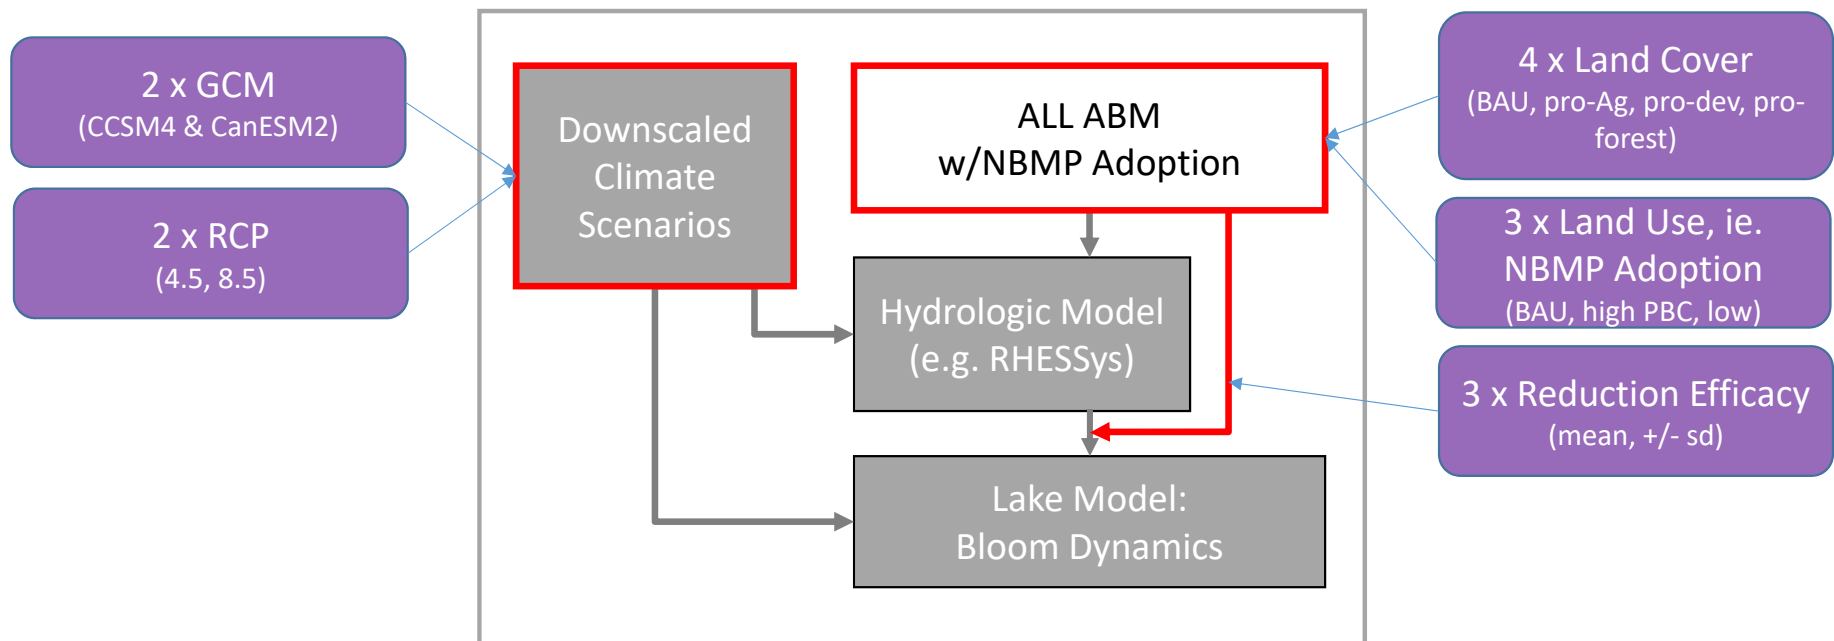 2 x GCM
(CCSM4 & CanESM2)
2 x RCP
(4.5, 8.5)
Downscaled
Climate
Scenarios
ALL ABM
w/NBMP Adoption
Hydrologic Model
(e.g. RHESSys)
Lake Model:
Bloom Dynamics
4 x Land Cover
(BAU, pro-Ag, pro-dev, pro-
forest)
3 x Land Use, ie.
NBMP Adoption
(BAU, high PBC, low)
3 x Reduction Efficacy
(mean, +/- sd)